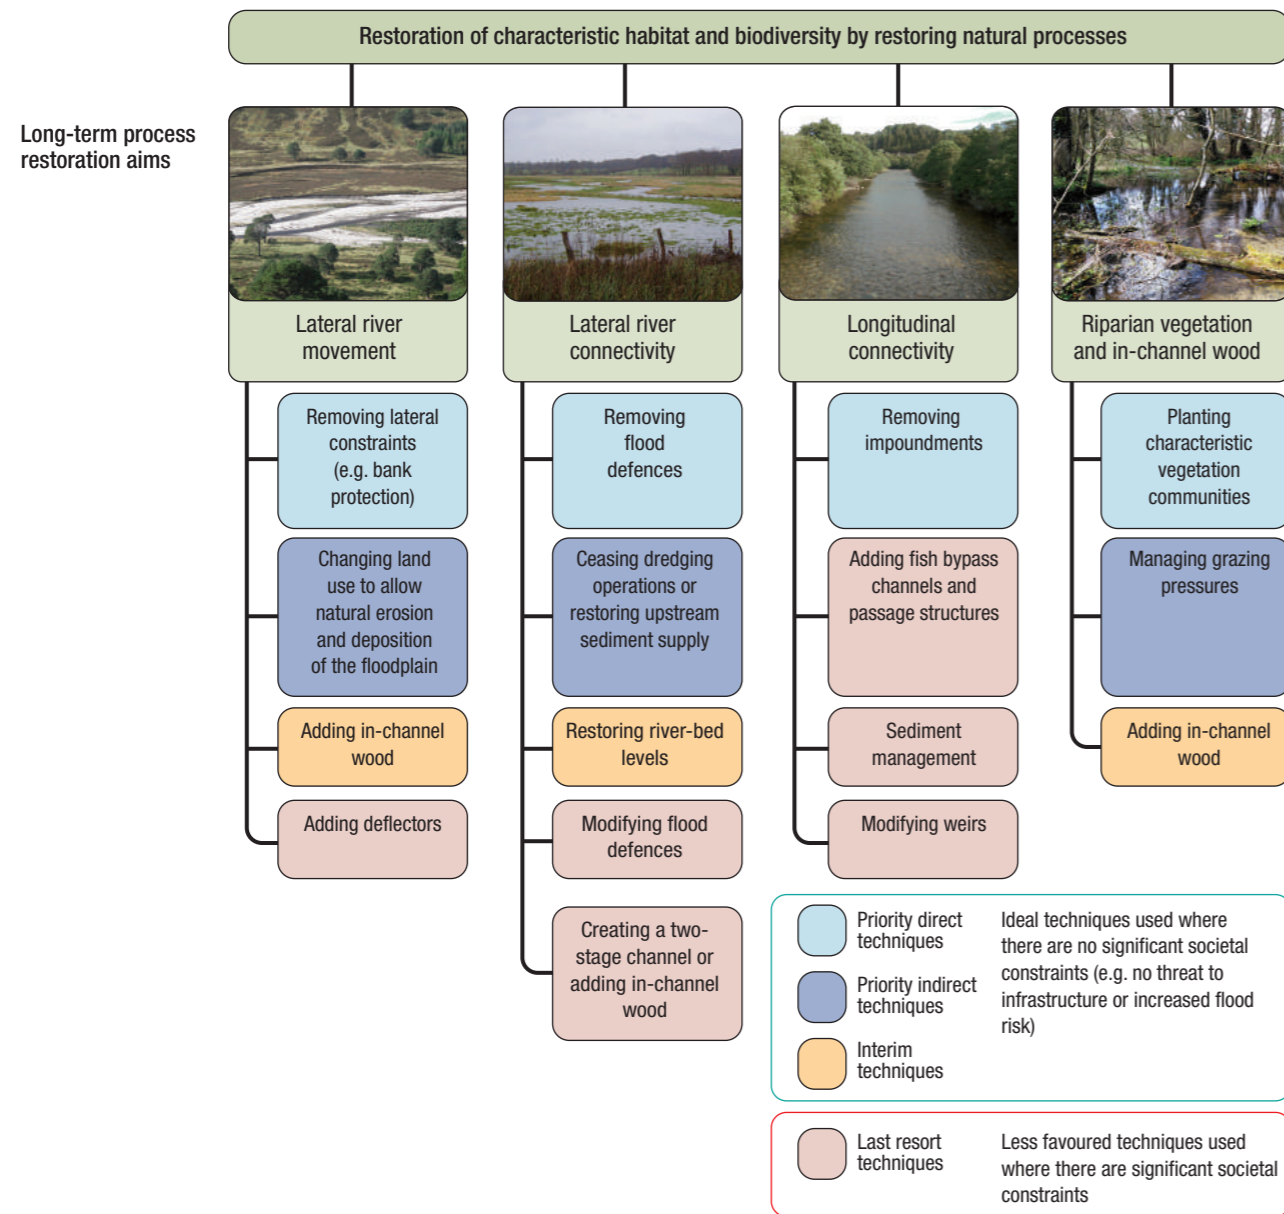 Restoration of characteristic habitat and biodiversity by restoring natural processes
Long-term process
restoration aims
Lateral river
movement
Lateral river
connectivity
Longitudinal
connectivity
Riparian vegetation
and in-channel wood
Removing lateral
constraints
(e.g. bank
protection)
Removing
flood
defences
Removing
impoundments
Planting
characteristic
vegetation
communities
Changing land
use to allow
natural erosion
and deposition
of the floodplain
Ceasing dredging
operations or
restoring upstream
sediment supply
Adding fish bypass
channels and
passage structures
Managing grazing
pressures
Adding in-channel
wood
Restoring river-bed
levels
Sediment
management
Adding in-channel
wood
Adding deflectors
Modifying flood
defences
Modifying weirs
Creating a two-
stage channel or
adding in-channel
wood
Priority direct
techniques
Priority indirect
techniques
Interim
techniques
Ideal techniques used where
there are no significant societal
constraints (e.g. no threat to
infrastructure or increased flood
risk)
Last resort
techniques
Less favoured techniques used
where there are significant societal
constraints